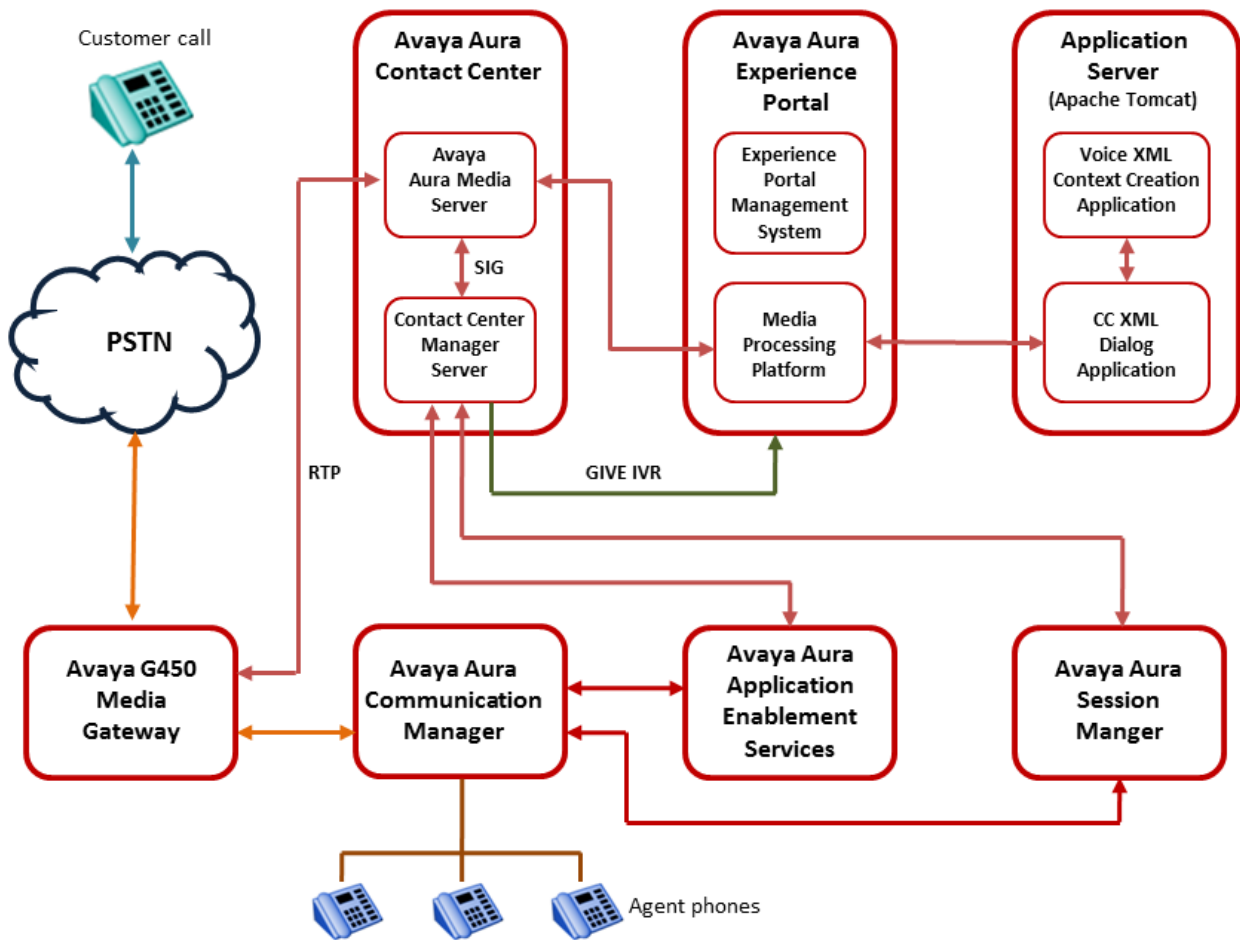 Customer call
Avaya Aura
Contact Center
Avaya Aura
Experience
Portal
Application
Server
(Apache Tomcat)
Avaya
Aura Media
Server
Experience
Portal
Management
System
Voice XML
Context Creation
Application
SIG
PSTN
Contact Center
Manager
Server
Media
Processing
Platform
CC XML
Dialog
Application
RTP
GIVE IVR
Avaya G450
Media
Gateway
Avaya Aura
Communication
Manager
Avaya Aura
Application
Enablement
Services
Avaya Aura
Session
Manger
Agent phones